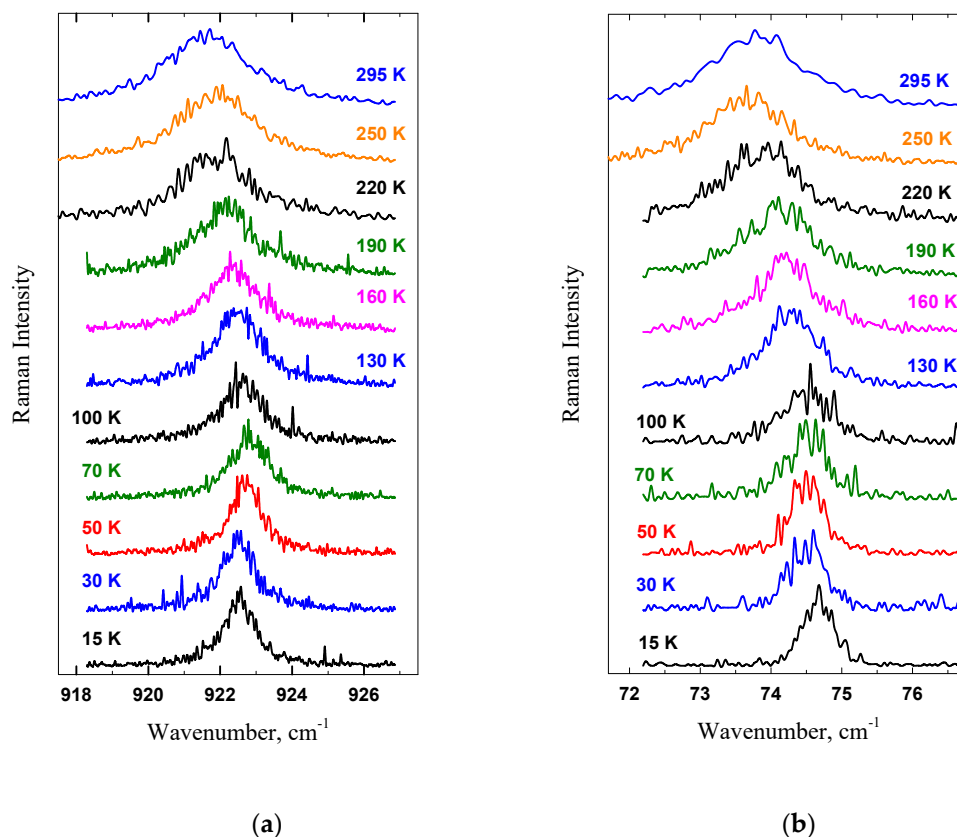 295 K
250 K
220 K
190 K
160 K
130 K
100 K
70 K
50 K
30 K
15 K
Raman Intensity
918 920 922 924 926
Wavenumber, cm-1
(a)
295 K
250 K
220 K
190 K
160 K
130 K
100 K
70 K
50 K
30 K
15 K
Raman Intensity
72 73 74 75 76
Wavenumber, cm-1
(b)